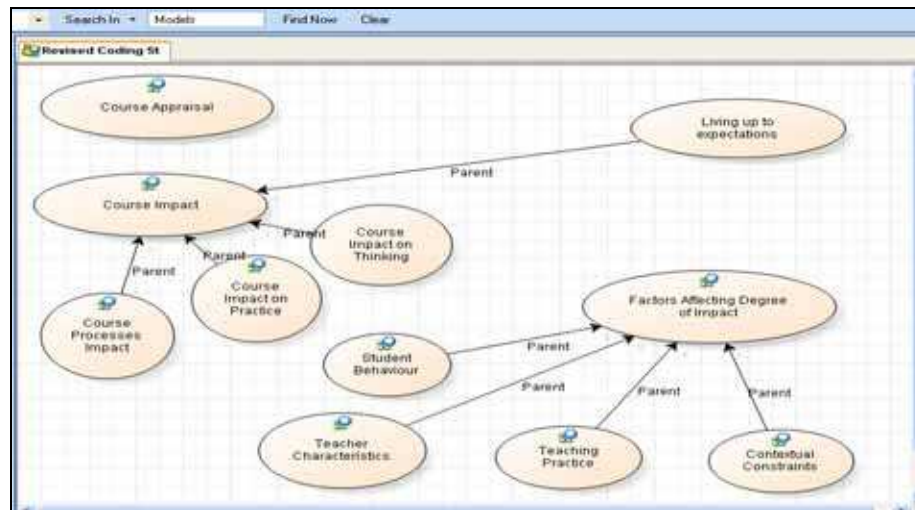 Search In Models Find Now Clear
Revised Coding St
Course Appraisal
Living up to
expectations
Parent
Course Impact
Parent
Course
Impact on
Thinking
Parent
Parent
Course
Impact on
Practice
Course
Processes
Impact
Factors Affecting Degree
of Impact
Student
Behaviour
Parent
Parent
Parent
Parent
Teacher
Characteristics
Teaching
Practice
Contextual
Constraints